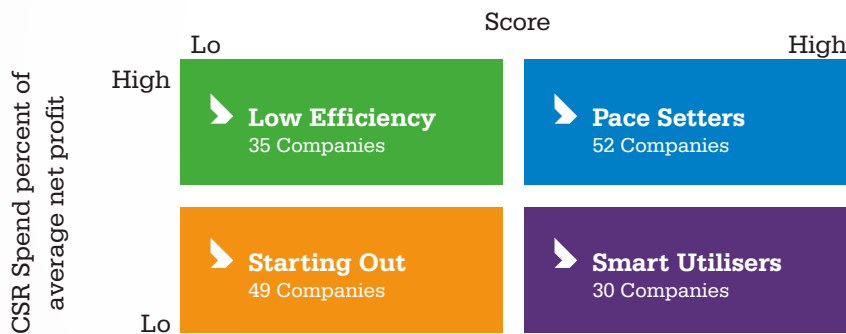 Score
Lo
High
High
Low Efficiency
35 Companies
Pace Setters
52 Companies
CSR Spend percent of
average net profit
Starting Out
49 Companies
Smart Utilisers
30 Companies
Lo